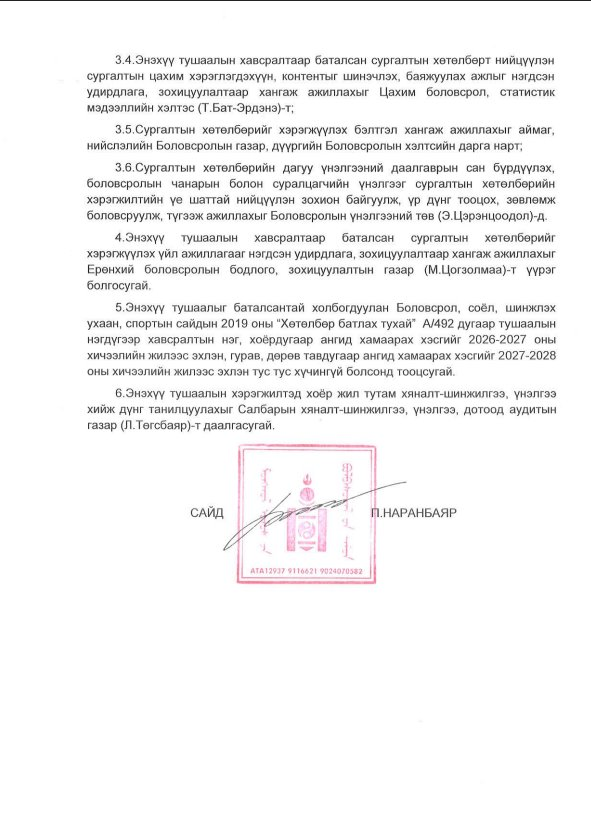 3.4.Энэхүү тушаалын хавсралтаар баталсан сургалтын хөтөлбөрт нийцүүлэн
сургалтын цахим хэрэглэгдэхүүн, контентыг шинэчлэх, баяжуулах ажлыг нэгдсэн
удирдлага, зохицуулалтаар хангаж ажиллахыг Цахим боловсрол, статистик
мэдээллийн хэлтэс (Т.Бат-Эрдэнэ)-т;
3.5.Сургалтын хөтөлбөрийг хэрэгжүүлэх бэлтгэл хангаж ажиллахыг аймаг,
нийслэлийн Боловсролын газар, дүүргийн Боловсролын хэлтсийн дарга нарт;
3.6.Сургалтын хөтөлбөрийн дагуу үнэлгээний даалгаврын сан бүрдүүлэх,
боловсролын чанарын болон суралцагчийн үнэлгээг сургалтын хөтөлбөрийн
хэрэгжилтийн үе шаттай нийцүүлэн зохион байгуулж, үр дүнг тооцох, зөвлөмж
боловсруулж, түгээж ажиллахыг Боловсролын үнэлгээний төв (Э.Цэрэнцоодол)-д.
4.Энэхүү тушаалын хавсралтаар баталсан сургалтын хөтөлбөрийг
хэрэгжүүлэх үйл ажиллагааг нэгдсэн удирдлага, зохицуулалтаар хангаж ажиллахыг
Ерөнхий боловсролын бодлого, зохицуулалтын газар (М.Цогзолмаа)-т үүрэг
болгосугай.
5.Энэхүү тушаалыг баталсантай холбогдуулан Боловсрол, соёл, шинжлэх
ухаан, спортын сайдын 2019 оны “Хөтөлбөр батлах тухай” А/492 дугаар тушаалын
нэгдүгээр хавсралтын нэг, хоёрдугаар ангид хамаарах хэсгийг 2026-2027 оны
хичээлийн жилээс эхлэн, гурав, дөрөв тавдугаар ангид хамаарах хэсгийг 2027-2028
оны хичээлийн жилээс эхлэн тус тус хүчингүй болсонд тооцсугай.
6.Энэхүү тушаалын хэрэгжилтэд хоёр жил тутам хяналт-шинжилгээ, үнэлгээ
хийж дүнг танилцуулахыг Салбарын хяналт-шинжилгээ, үнэлгээ, дотоод аудитын
газар (Л.Төгсбаяр)-т даалгасугай.
САЙД П.НАРАНБАЯР
АТА12937 9116621 9024070582